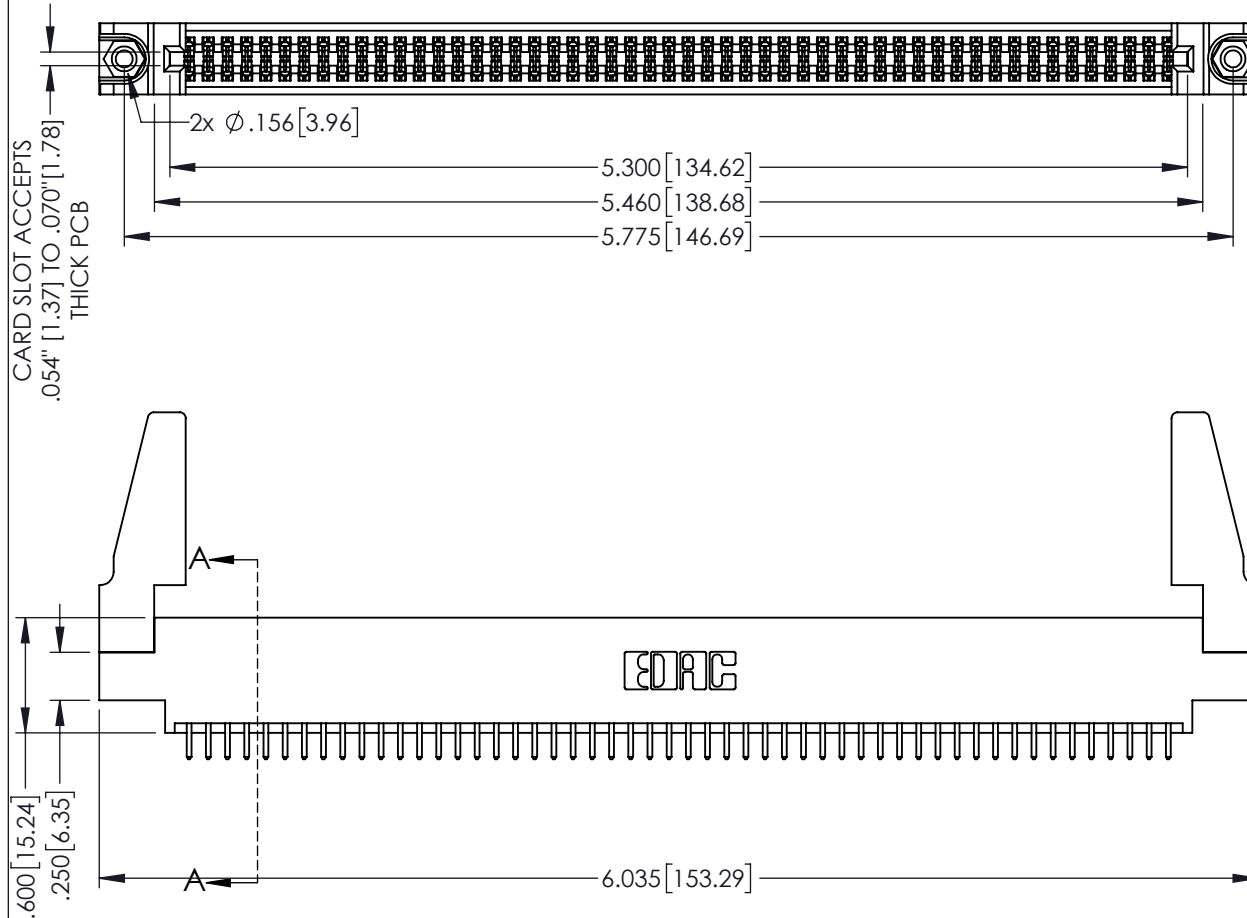 2x Ø.156[3.96]
5.300[134.62]
5.460[138.68]
5.775[146.69]
CARD SLOT ACCEPTS
.054" [1.37] TO .070"[1.78]
THICK PCB
A
EDAC
.600[15.24]
.250[6.35]
A
6.035[153.29]